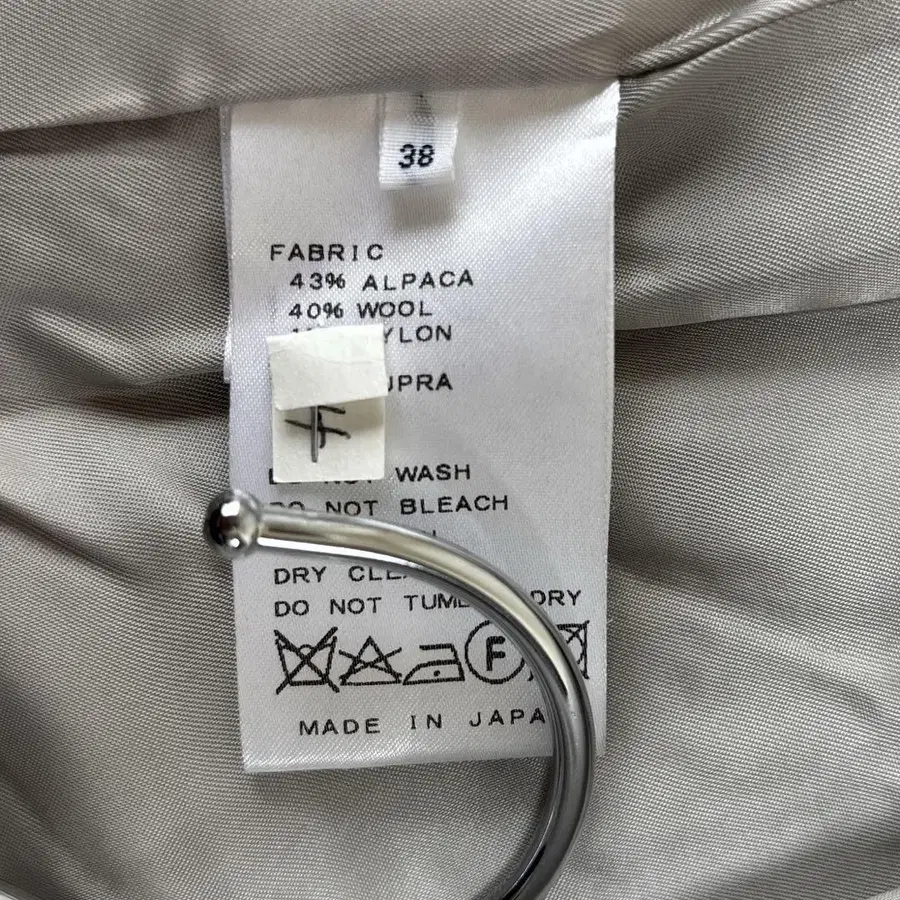 38
FABRIC
43% ALPACA
40% WOOL
YLON
UPRA
F
WASH
DO NOT BLEACH
DRY CLE
DO NOT TUM DRY
F
MADE IN JAPA